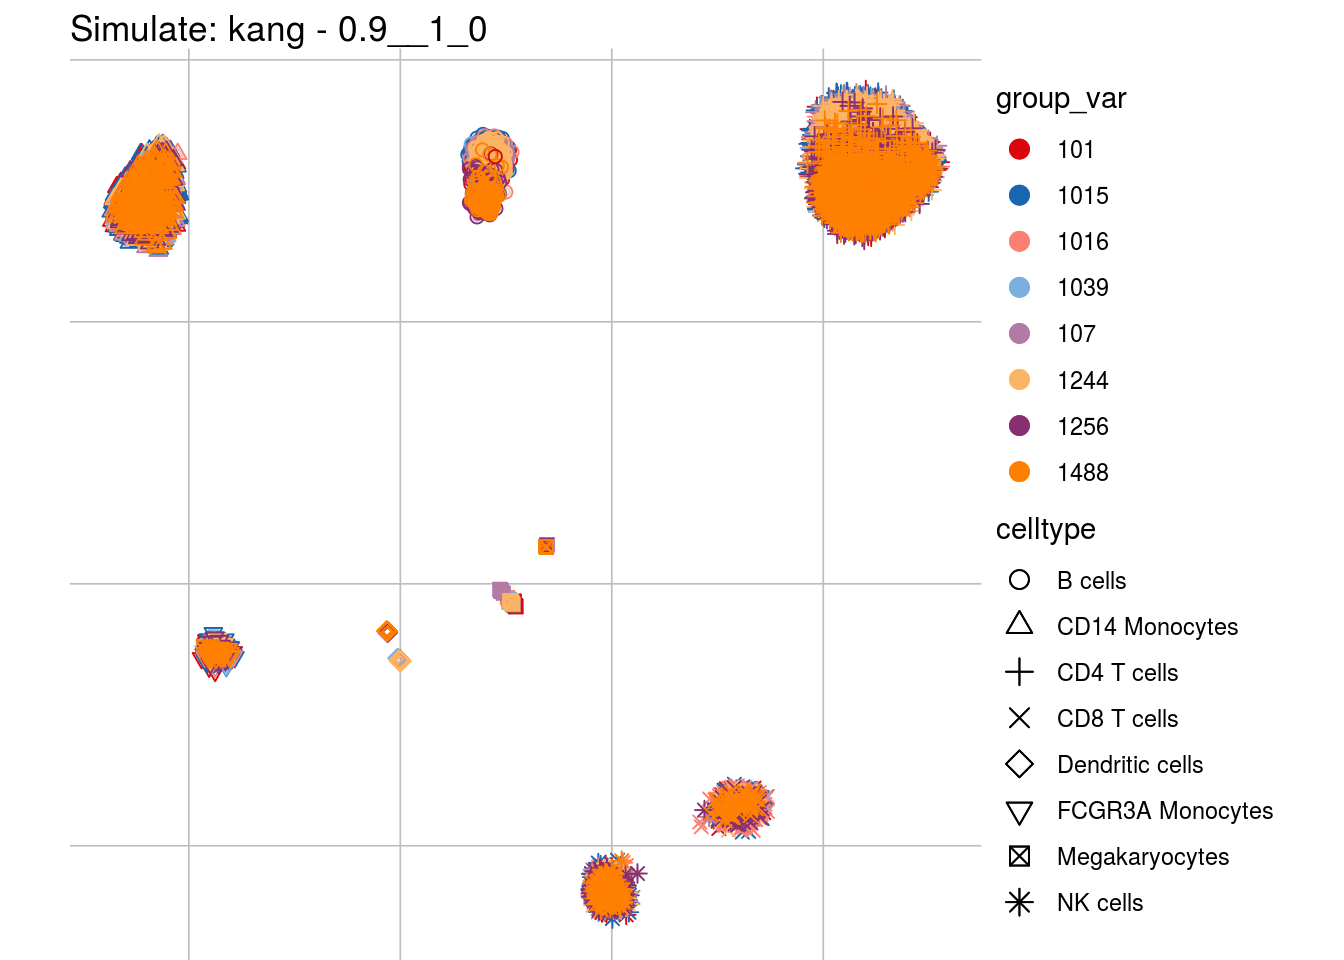 Simulate: kang - 0.9__1_0
group_var
101
1015
1016
1039
107
1244
1256
1488
celltype
B cells
CD14 Monocytes
CD4 T cells
CD8 T cells
Dendritic cells
FCGR3A Monocytes
Megakaryocytes
NK cells